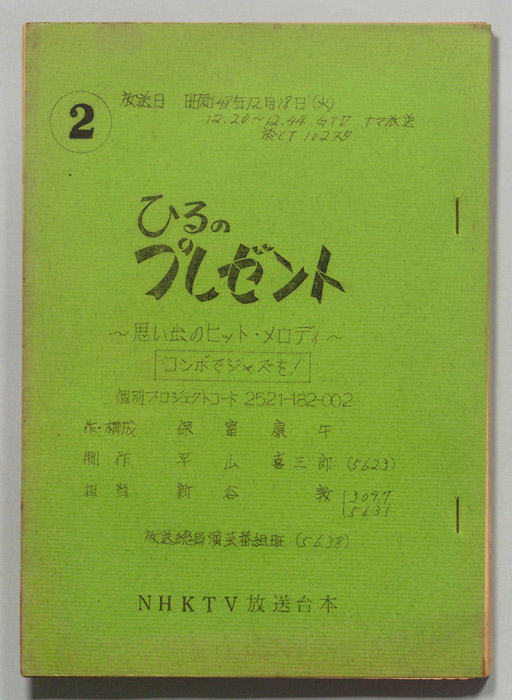 2
放送日 昭和48年12月18日(火)
12.20〜12.44 GTV ナマ放送
於CT 102スタ
ひるの
プレゼント
〜思い出のヒット・メロディ〜
コンボでジャズを!
個別プロジェクトコード 2521-182-002
作・構成 保富康午
制作 平山喜三郎 (5623)
担当 新谷 敦 3097
5631
放送総局演芸番組班 (5638)
NHKTV放送台本